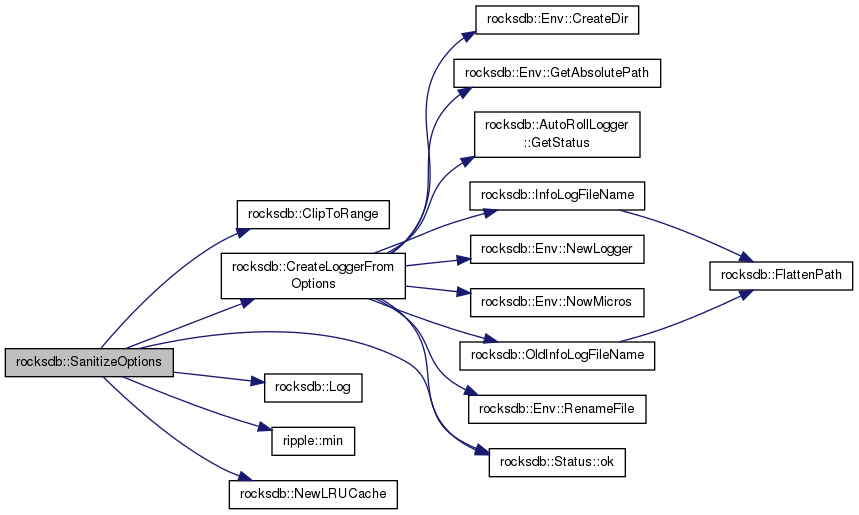 rocksdb::Env::CreateDir
rocksdb::Env::GetAbsolutePath
rocksdb::AutoRollLogger
::GetStatus
rocksdb::InfoLogFileName
rocksdb::ClipToRange
rocksdb::Env::NewLogger
rocksdb::CreateLoggerFrom
Options
rocksdb::FlattenPath
rocksdb::Env::NowMicros
rocksdb::OldInfoLogFileName
rocksdb::SanitizeOptions
rocksdb::Log
rocksdb::Env::RenameFile
ripple::min
rocksdb::Status::ok
rocksdb::NewLRUCache